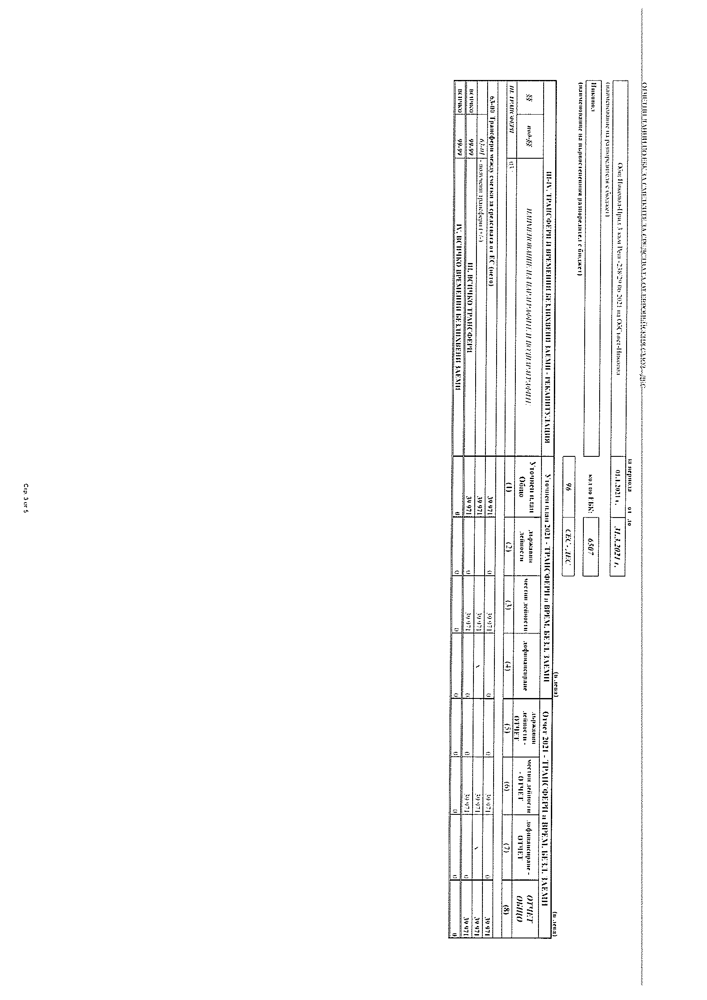 ОТЧЕТНИ ДАННИ ПО ЕБК ЗА СМЕТКИТЕ ЗА СРЕДСТВАТА ОТ ЕВРОПЕЙСКИЯ СЪЮЗ - ДЕС
за периода от до
ОбщНикопол-Прил 3 към Реш -238/29 06 2021 на ОбСъвет-Никопол 01.1.2021 г. 31.3.2021 г.
(наименование на разпоредителя с бюджет)
Никопол код по ЕБК: 6507
(наименование на първостепенния разпоредител с бюджет)
96 СЕС - ДЕС
(в лева) (в лева)
III-IV. ТРАНСФЕРИ И ВРЕМЕННИ БЕЗЛИХВЕНИ ЗАЕМИ - РЕКАПИТУЛАЦИЯ Уточнен план 2021 - ТРАНСФЕРИ и ВРЕМ. БЕЗЛ. ЗАЕМИ Отчет 2021 - ТРАНСФЕРИ и ВРЕМ. БЕЗЛ. ЗАЕМИ
§§ под-§§ НАИМЕНОВАНИЕ НА ПАРАГРАФИТЕ И ПОДПАРАГРАФИТЕ Уточнен план Общо държавни дейности местни дейности дофинансиране държавни дейности - ОТЧЕТ местни дейности - ОТЧЕТ дофинансиране - ОТЧЕТ ОТЧЕТ ОБЩО
III. ТРАНСФЕРИ 03 (1) (2) (3) (4) (5) (6) (7) (8)
63-00 Трансфери между сметки за средствата от ЕС (нето) 39 971 0 39 971 0 0 39 971 0 39 971
63-01 - получени трансфери (+/-) 39 971 39 971 39 971 39 971
всичко 99-99 III. ВСИЧКО ТРАНСФЕРИ 39 971 0 39 971 0 0 39 971 0 39 971
всичко 99-99 IV. ВСИЧКО ВРЕМЕННИ БЕЗЛИХВЕНИ ЗАЕМИ 0 0 0 0 0 0 0 0
Стр. 3 от 5